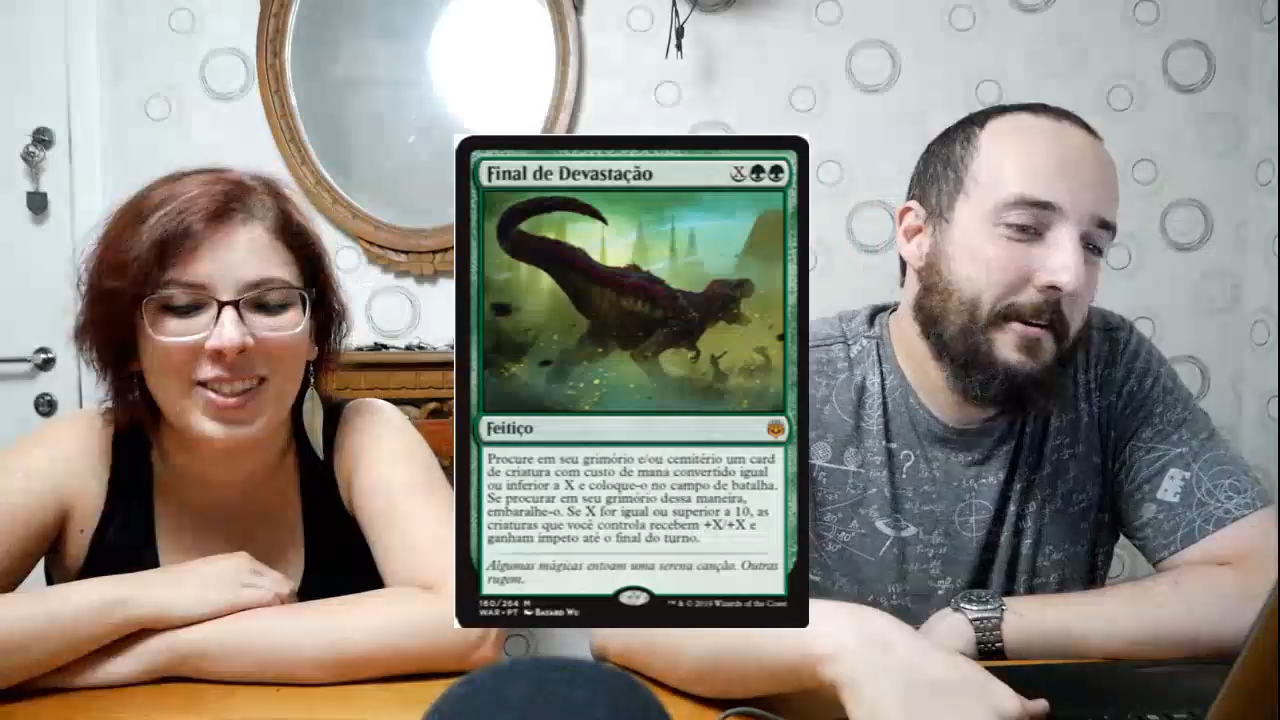 Final de Devastação X
Feitiço
Procure em seu grimório e/ou cemitério um card
de criatura com custo de mana convertido igual
ou inferior a X e coloque-o no campo de batalha.
Se procurar em seu grimório dessa maneira,
embaralhe-o. Se X for igual ou superior a 10, as
criaturas que você controla recebem +X/+X e
ganham ímpeto até o final do turno.
Algumas mágicas entoam uma serena canção. Outras
rugem.
160/264 M
WAR • PT Bayard Wu
™ & © 2019 Wizards of the Coast